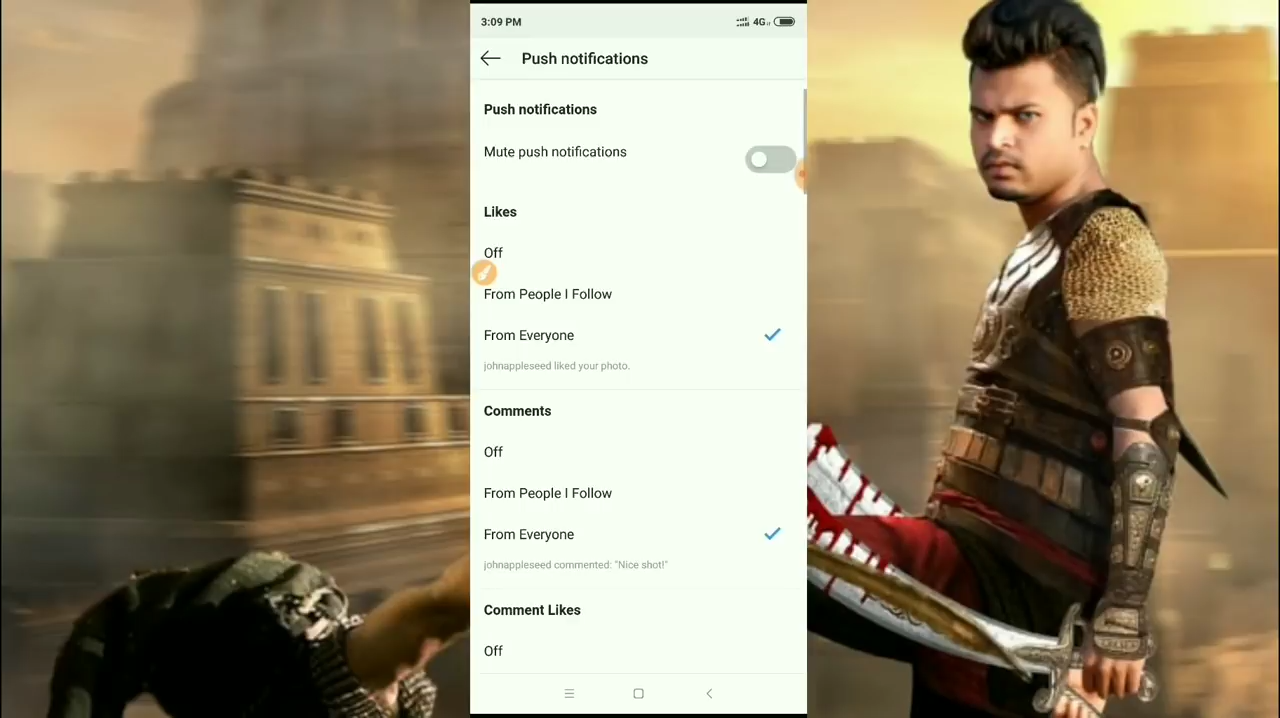 3:09 PM
4G
Push notifications
Push notifications
Mute push notifications
Likes
Off
From People I Follow
From Everyone
johnappleseed liked your photo.
Comments
Off
From People I Follow
From Everyone
johnappleseed commented: "Nice shot!"
Comment Likes
Off